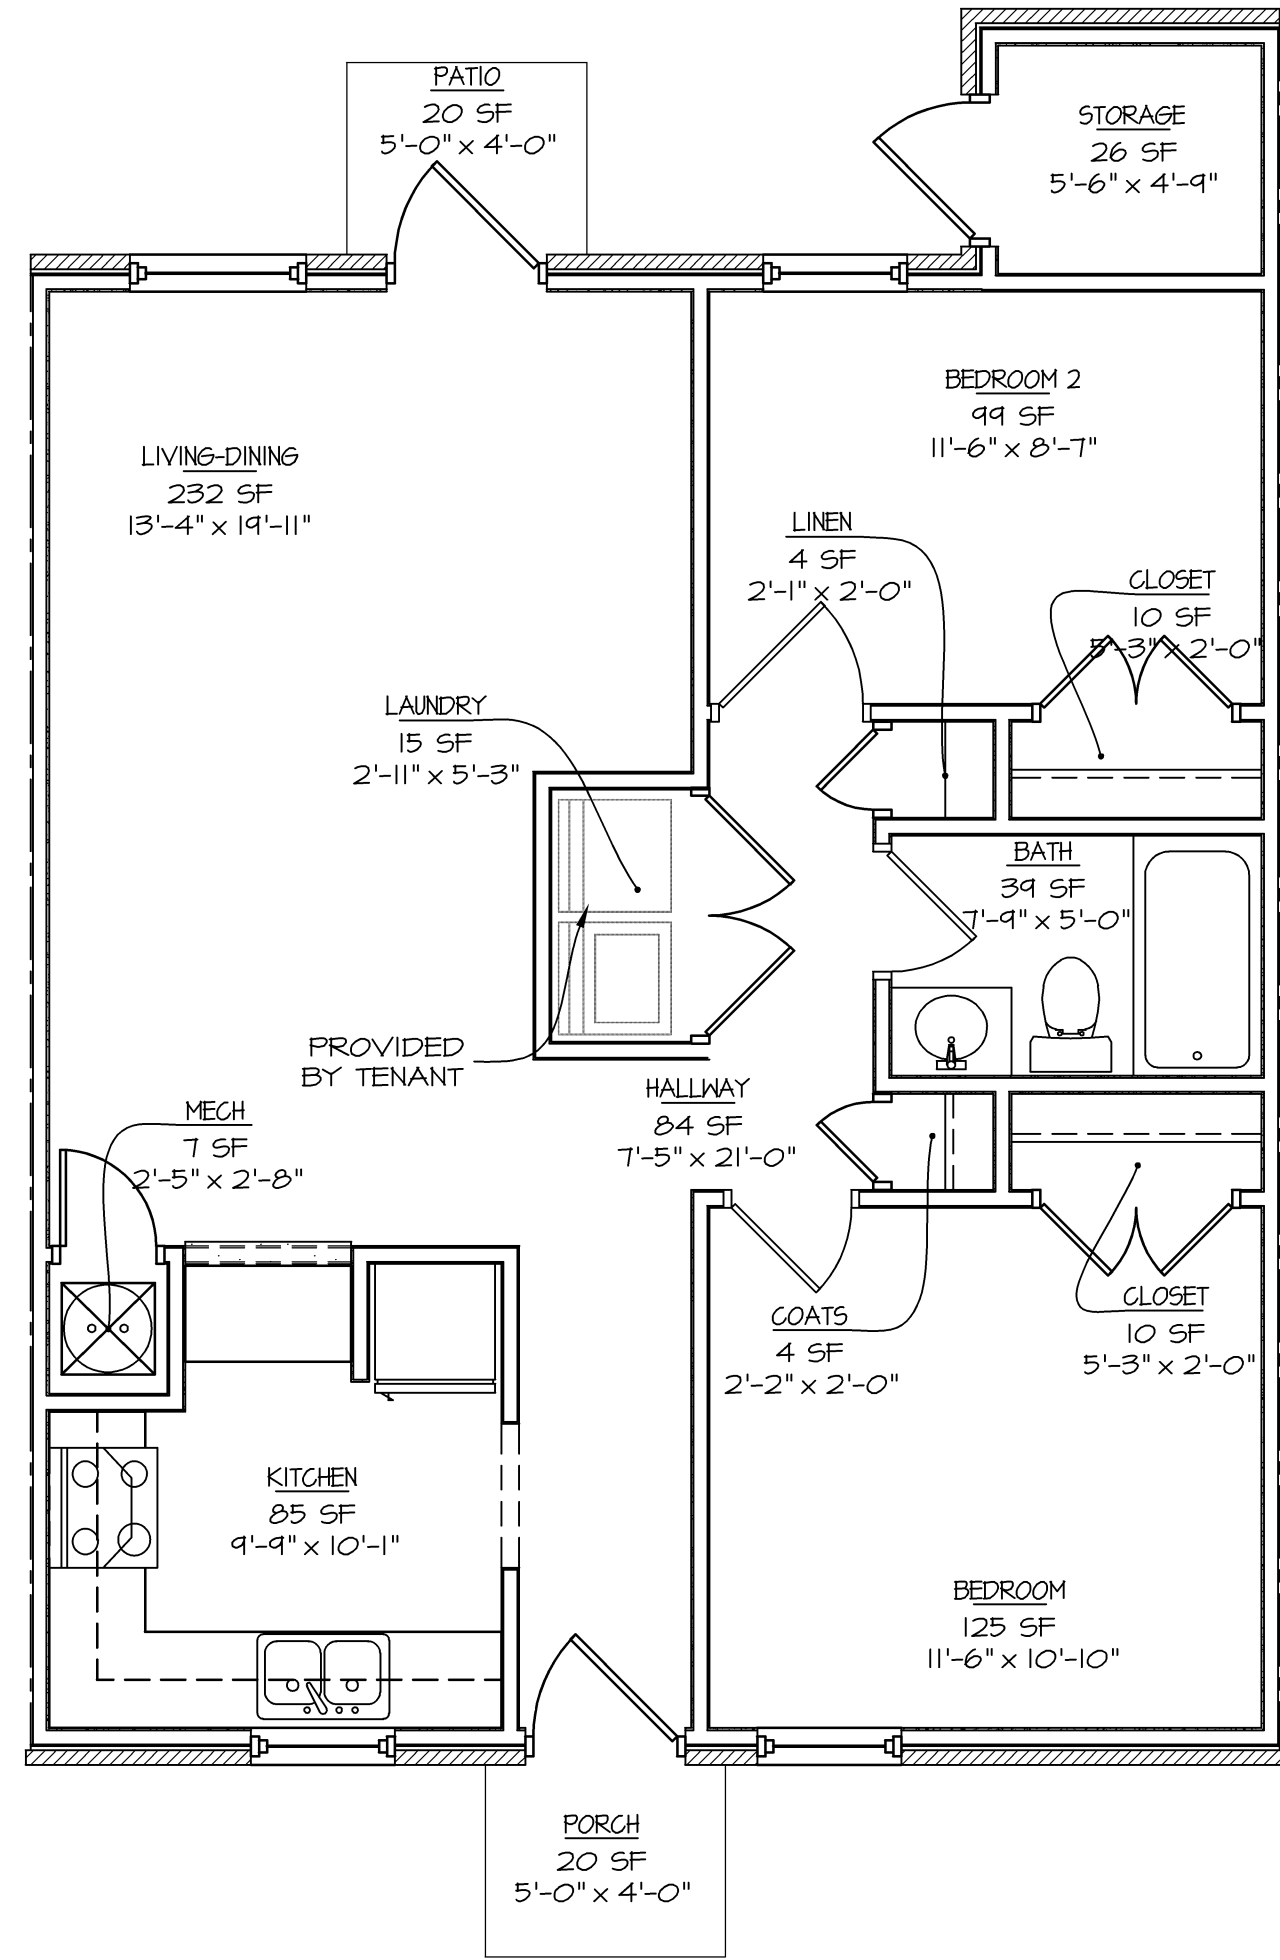 PATIO
20 SF
5'-0" x 4'-0"
STORAGE
26 SF
5'-6" x 4'-9"
BEDROOM 2
99 SF
11'-6" x 8'-7"
LIVING-DINING
232 SF
13'-4" x 19'-11"
LINEN
4 SF
2'-1" x 2'-0"
CLOSET
10 SF
5'-3" x 2'-0"
LAUNDRY
15 SF
2'-11" x 5'-3"
BATH
39 SF
7'-9" x 5'-0"
PROVIDED
BY TENANT
HALLWAY
84 SF
7'-5" x 21'-0"
MECH
7 SF
2'-5" x 2'-8"
COATS
4 SF
2'-2" x 2'-0"
CLOSET
10 SF
5'-3" x 2'-0"
KITCHEN
85 SF
9'-9" x 10'-1"
BEDROOM
125 SF
11'-6" x 10'-10"
PORCH
20 SF
5'-0" x 4'-0"